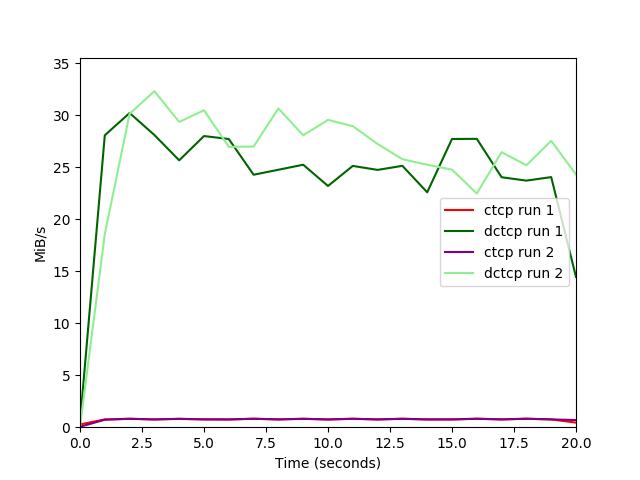 35
30
25
20
15
10
5
0
MiB/s
0.0 2.5 5.0 7.5 10.0 12.5 15.0 17.5 20.0
Time (seconds)
ctcp run 1
dctcp run 1
ctcp run 2
dctcp run 2